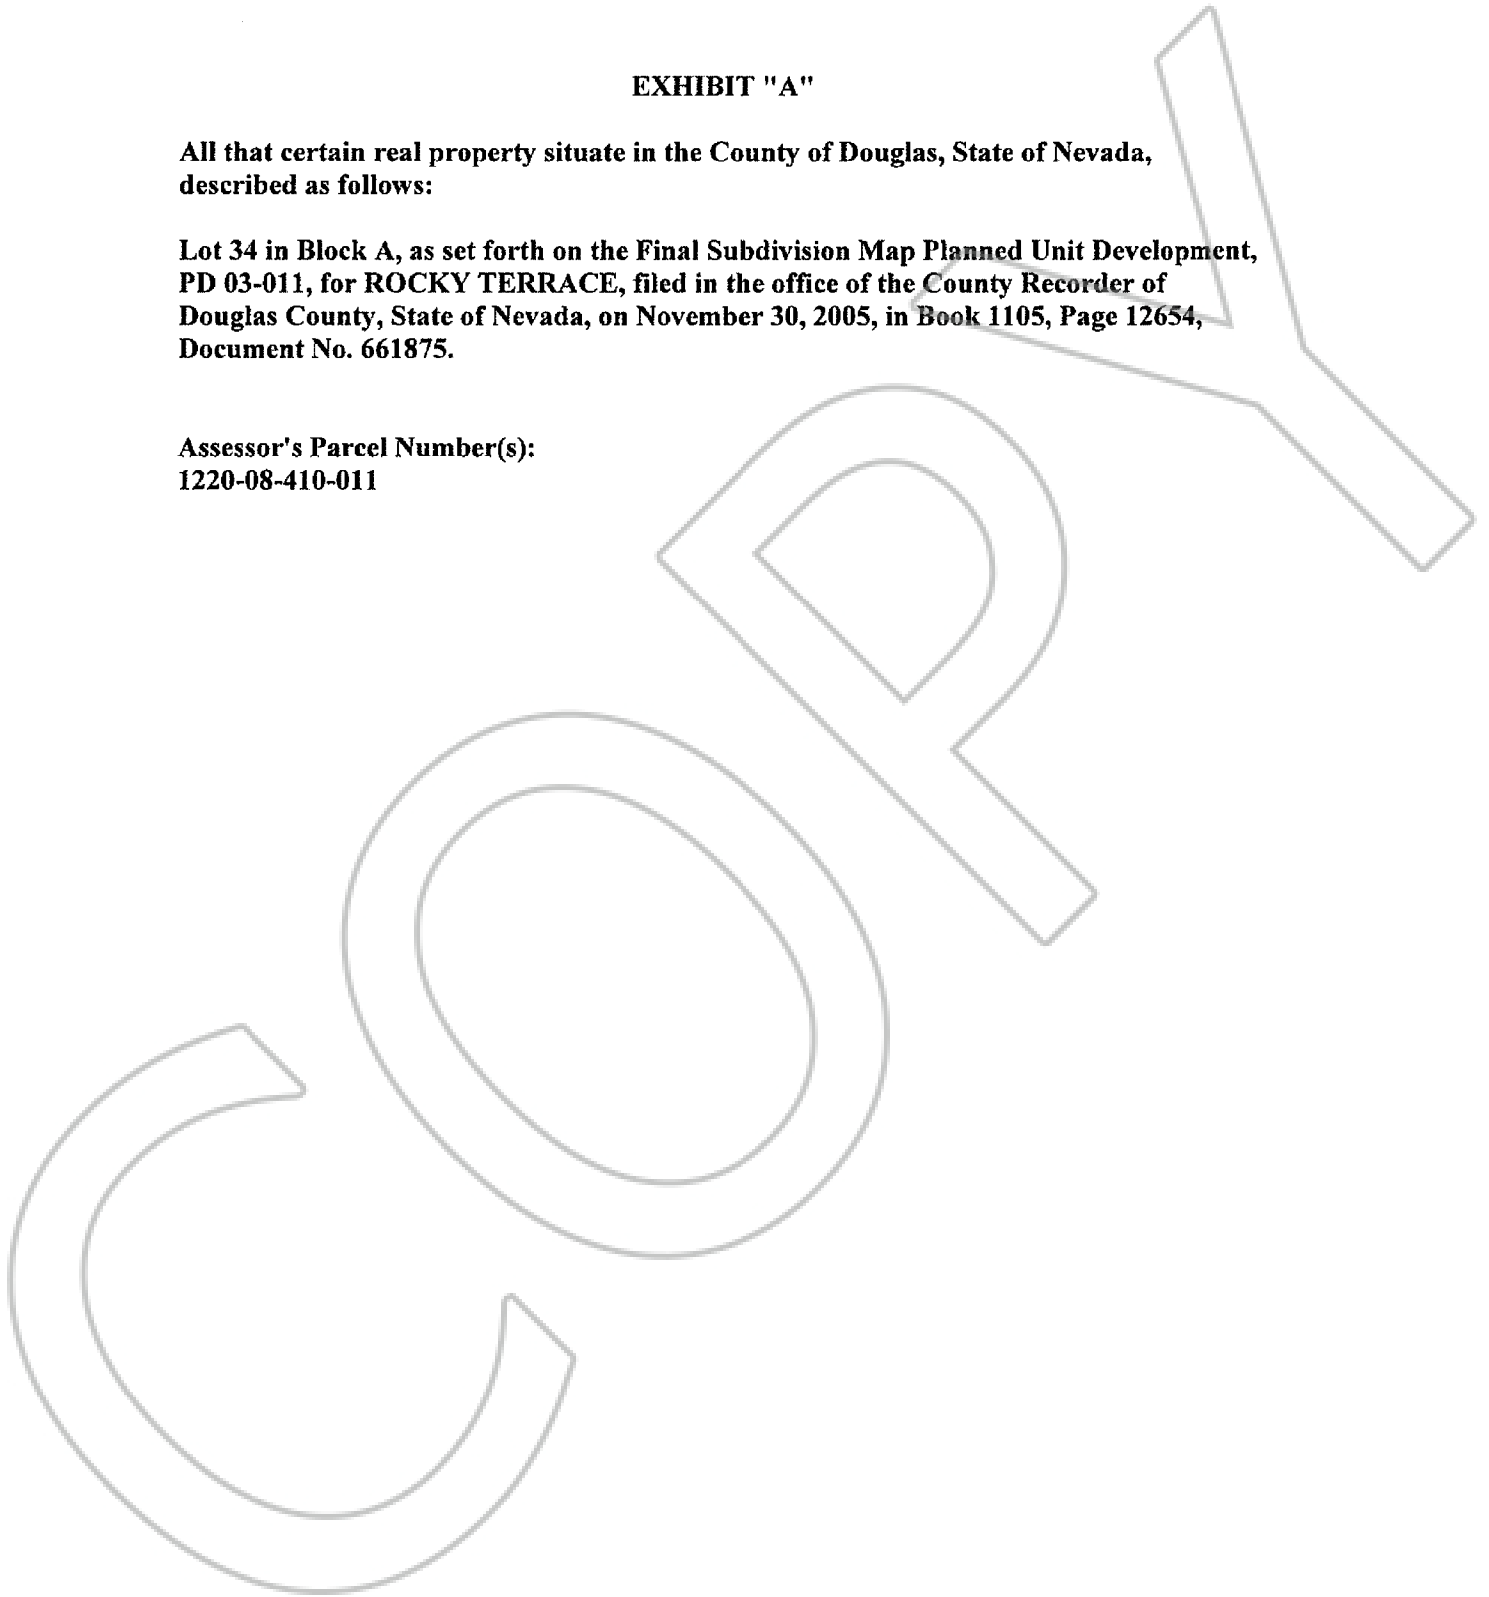 EXHIBIT "A"
All that certain real property situate in the County of Douglas, State of Nevada,
described as follows:
Lot 34 in Block A, as set forth on the Final Subdivision Map Planned Unit Development,
PD 03-011, for ROCKY TERRACE, filed in the office of the County Recorder of
Douglas County, State of Nevada, on November 30, 2005, in Book 1105, Page 12654,
Document No. 661875.
Assessor's Parcel Number(s):
1220-08-410-011
COPY